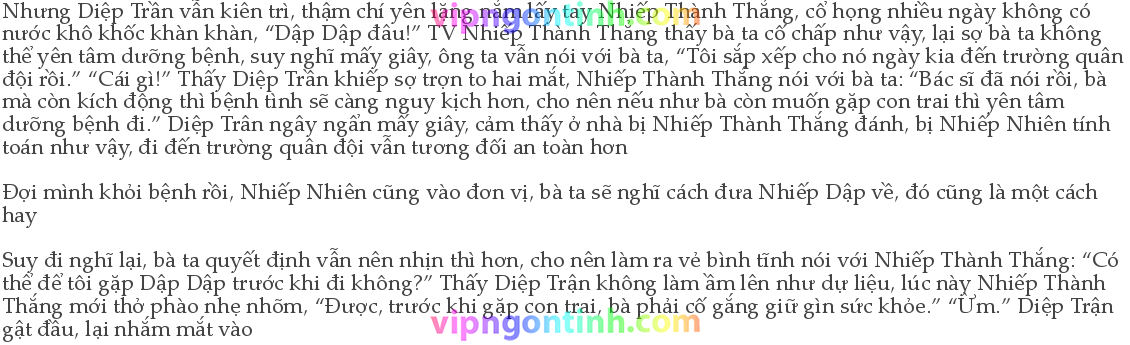 Nhưng Diệp Trần vẫn kiên trì, thậm chí yên lặng nắm lấy tay Nhiếp Thành Thắng, cổ họng nhiều ngày không có
nước khô khốc khàn khàn, “Dập Dập đâu!” TV Nhiếp Thành Thắng thấy bà ta cố chấp như vậy, lại sợ bà ta không
thể yên tâm dưỡng bệnh, suy nghĩ mấy giây, ông ta vẫn nói với bà ta, “Tôi sắp xếp cho nó ngày kia đến trường quân
đội rồi.” “Cái gì!” Thấy Diệp Trần khiếp sợ trợn to hai mắt, Nhiếp Thành Thắng nói với bà ta: “Bác sĩ đã nói rồi, bà
mà còn kích động thì bệnh tình sẽ càng nguy kịch hơn, cho nên nếu như bà còn muốn gặp con trai thì yên tâm
dưỡng bệnh đi.” Diệp Trân ngây ngẩn mấy giây, cảm thấy ở nhà bị Nhiếp Thành Thắng đánh, bị Nhiếp Nhiên tính
toán như vậy, đi đến trường quân đội vẫn tương đối an toàn hơn
Đợi mình khỏi bệnh rồi, Nhiếp Nhiên cũng vào đơn vị, bà ta sẽ nghĩ cách đưa Nhiếp Dập về, đó cũng là một cách
hay
Suy đi nghĩ lại, bà ta quyết định vẫn nên nhịn thì hơn, cho nên làm ra vẻ bình tĩnh nói với Nhiếp Thành Thắng: “Có
thể để tôi gặp Dập Dập trước khi đi không?” Thấy Diệp Trận không làm ầm lên như dự liệu, lúc này Nhiếp Thành
Thắng mới thở phào nhẹ nhõm, “Được, trước khi gặp con trai, bà phải cố gắng giữ gìn sức khỏe.” “Ừm.” Diệp Trận
gật đầu, lại nhắm mắt vào
vipngontinh.com
vipngontinh.com